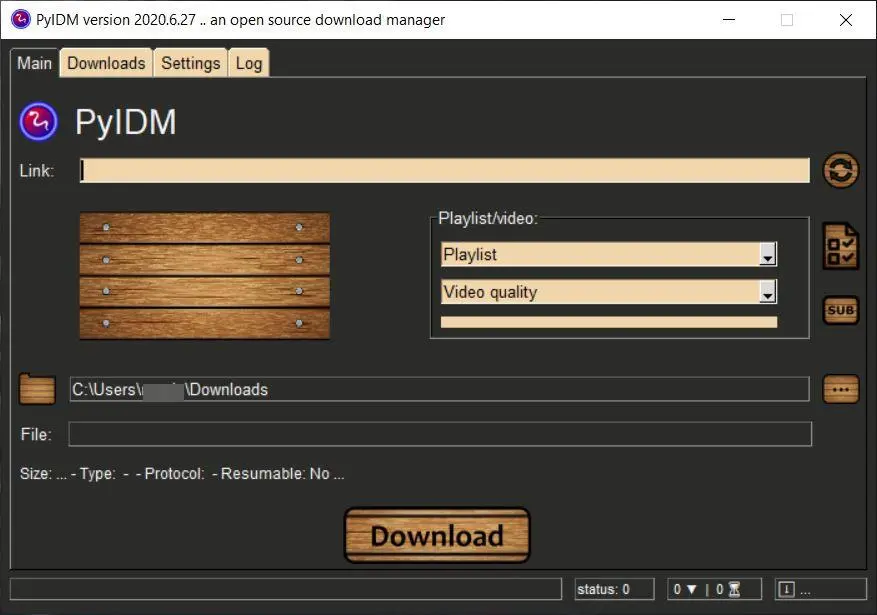 PyIDM version 2020.6.27 .. an open source download manager
Main Downloads Settings Log
PyIDM
Link:
Playlist/video:
Playlist
Video quality
SUB
C:\Users\ \Downloads
File:
Size: ... - Type: - - Protocol: - Resumable: No ...
Download
status: 0
0 ▼ | 0 ⏳
...